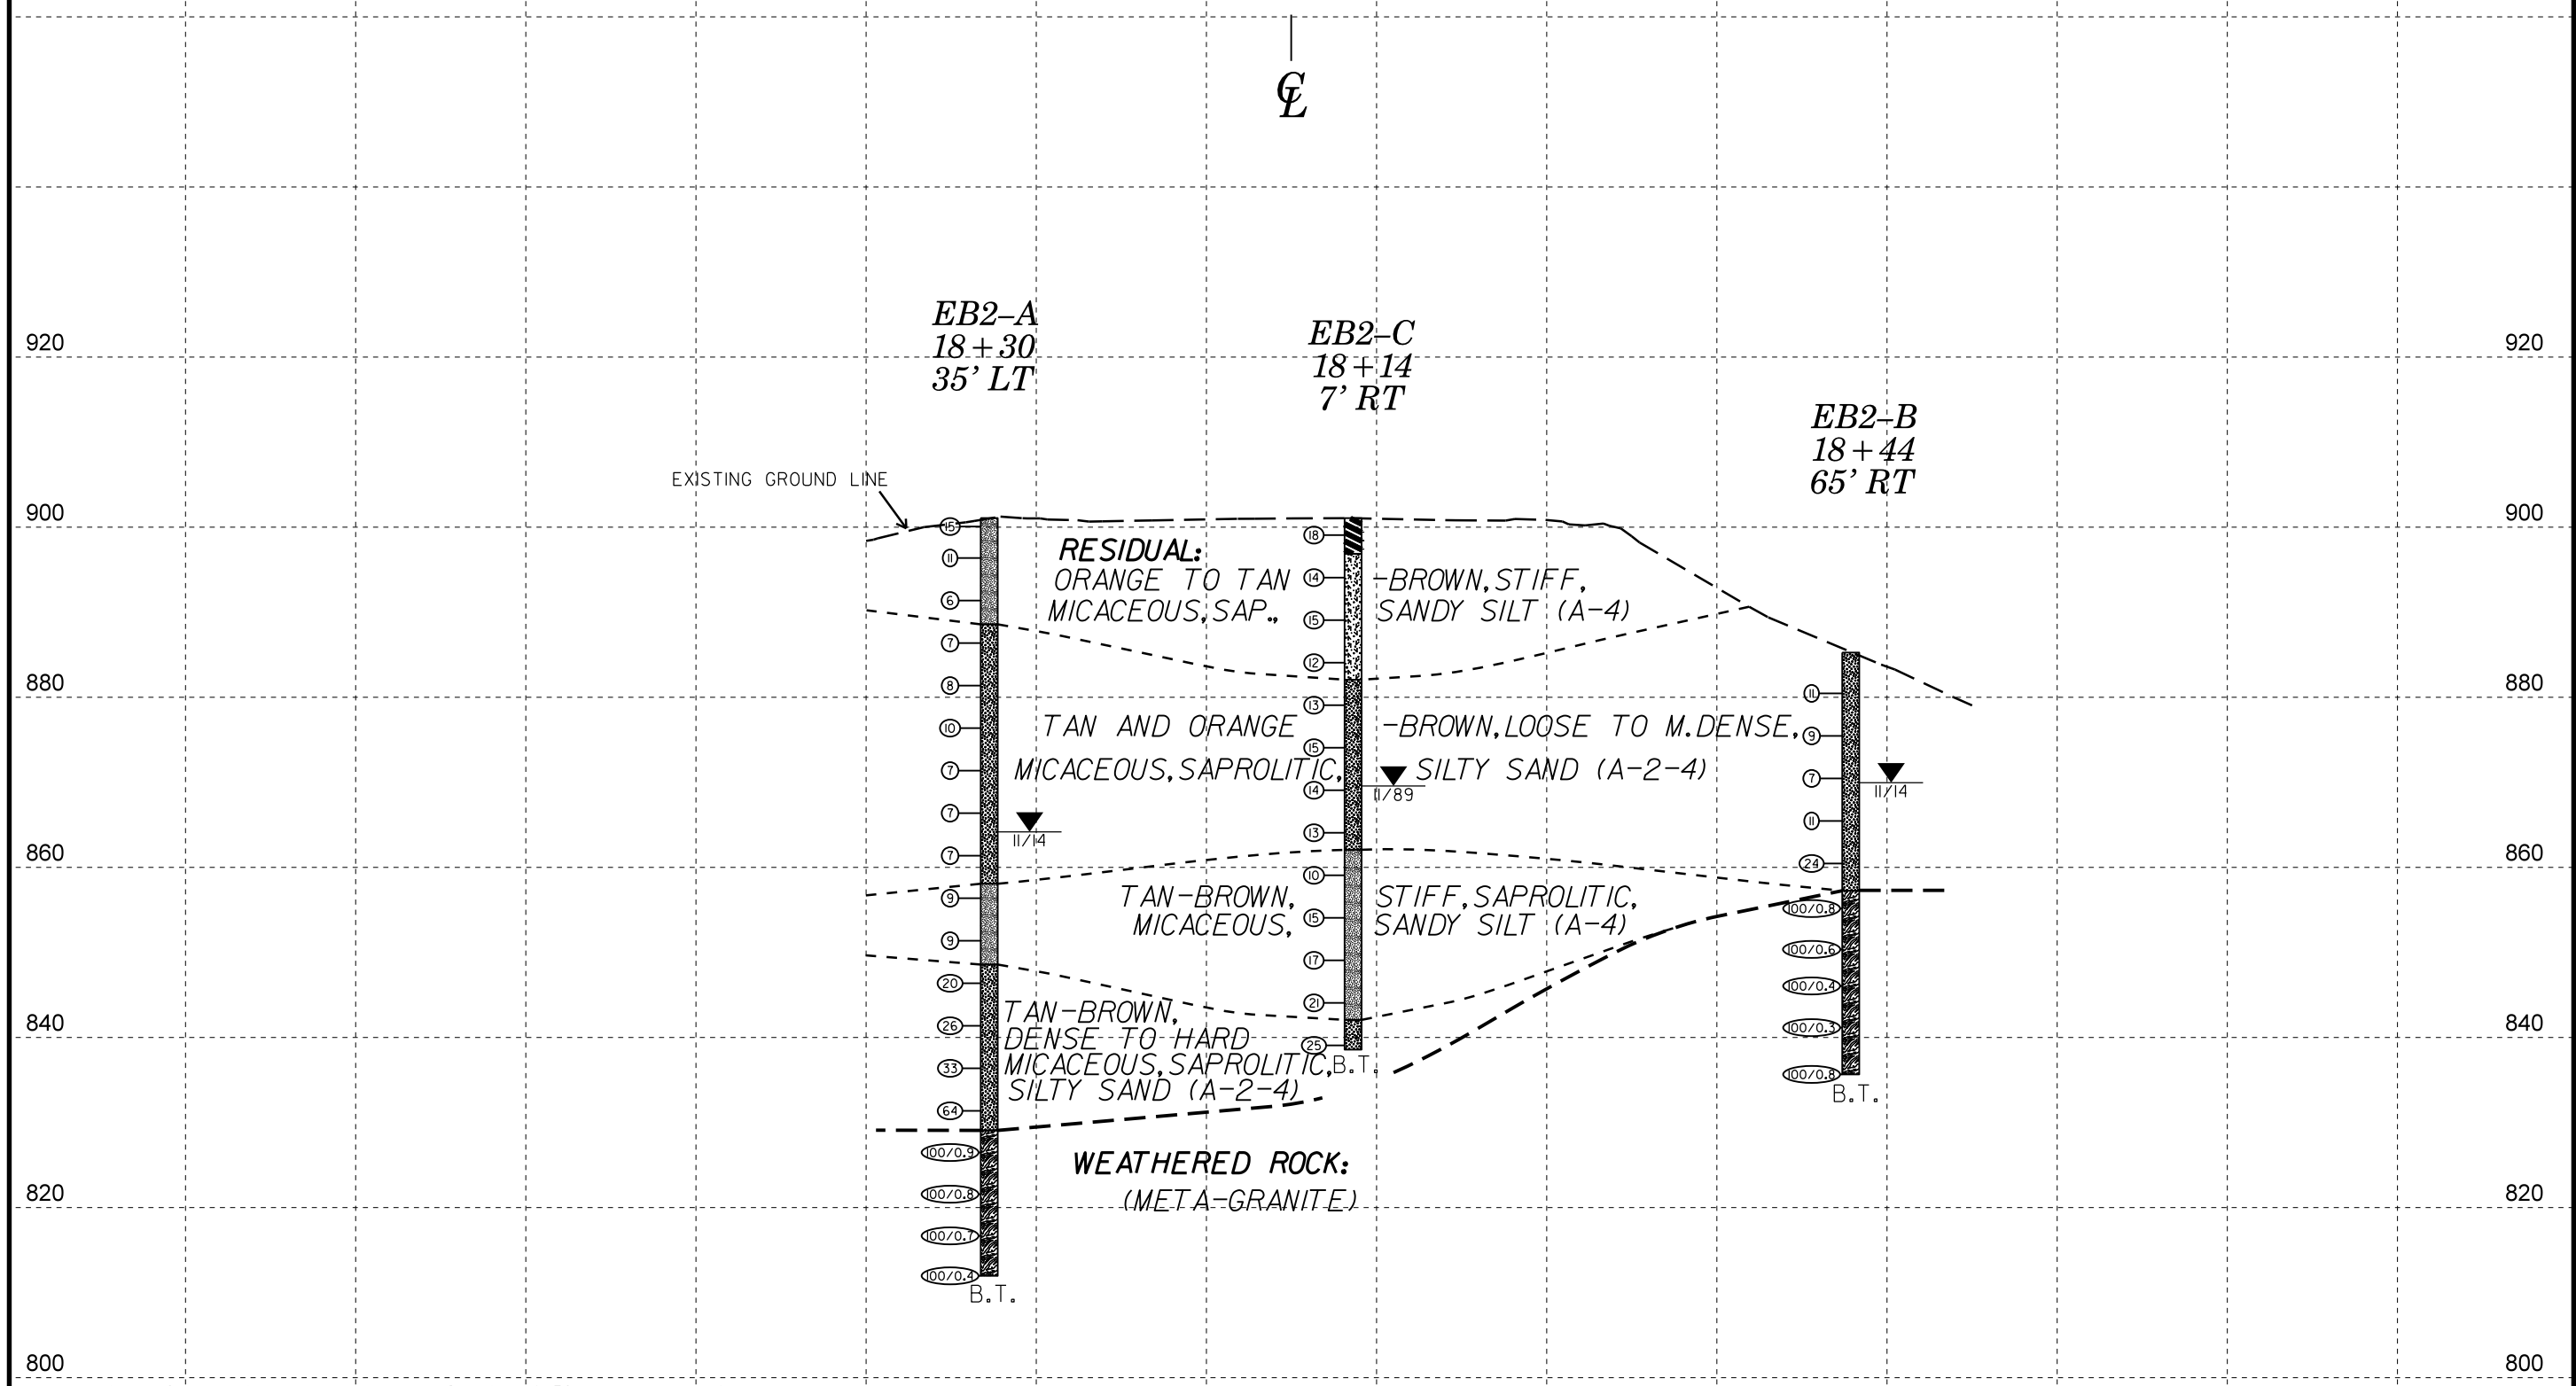 ℄
EB2–A
18+30
35' LT
EB2–C
18+14
7' RT
EB2–B
18+44
65' RT
920
920
EXISTING GROUND LINE
900
900
RESIDUAL:
ORANGE TO TAN -BROWN, STIFF,
MICACEOUS, SAP., SANDY SILT (A-4)
880
880
TAN AND ORANGE -BROWN, LOOSE TO M.DENSE,
MICACEOUS, SAPROLITIC, SILTY SAND (A-2-4)
11/14
11/89
11/14
860
860
TAN-BROWN, STIFF, SAPROLITIC,
MICACEOUS, SANDY SILT (A-4)
840
840
TAN-BROWN,
DENSE TO HARD
MICACEOUS, SAPROLITIC,
SILTY SAND (A-2-4)
WEATHERED ROCK:
(META-GRANITE)
820
820
800
800
15
11
6
7
8
10
7
7
7
9
9
20
26
33
64
100/0.9
100/0.8
100/0.7
100/0.4
B.T.
18
14
15
12
13
15
14
13
10
15
17
21
25
B.T.
11
9
7
11
24
100/0.8
100/0.6
100/0.4
100/0.3
100/0.8
B.T.